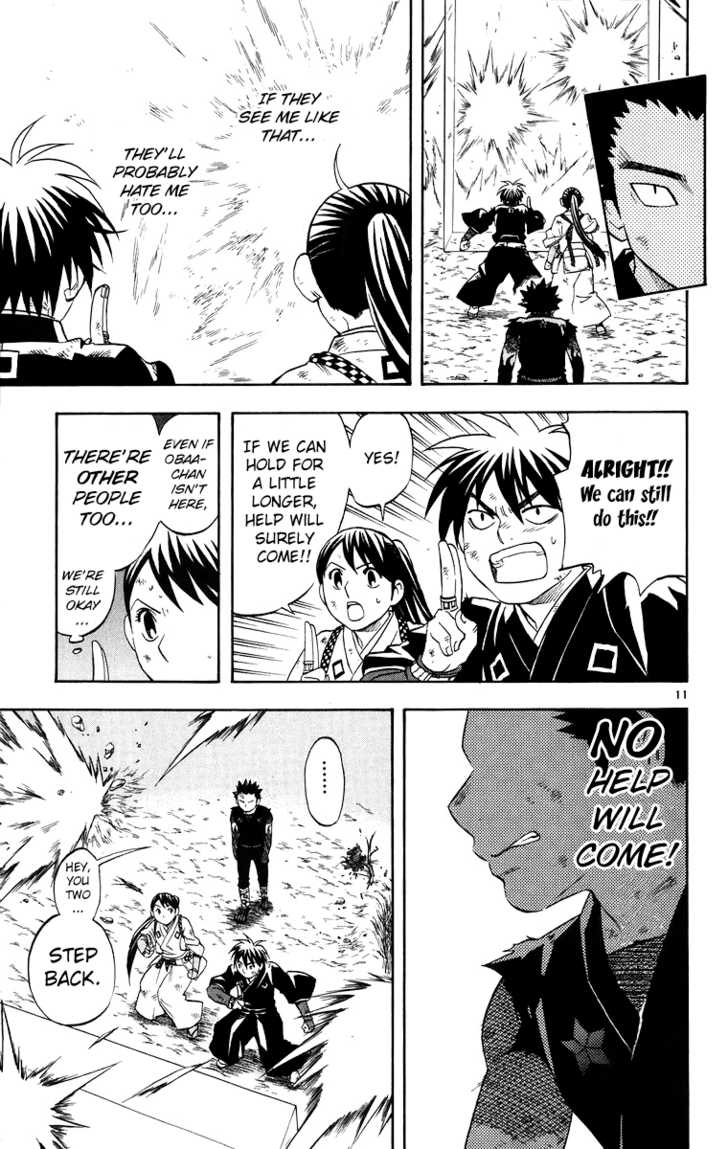 IF THEY
SEE ME LIKE
THAT...
THEY'LL
PROBABLY
HATE ME
TOO...
ALRIGHT!!
We can still
do this!!
YES!
IF WE CAN
HOLD FOR
A LITTLE
LONGER,
HELP WILL
SURELY
COME!!
EVEN IF
OBAA-
CHAN
ISN'T
HERE,
THERE'RE
OTHER
PEOPLE
TOO...
WE'RE
STILL
OKAY
...
11
NO
HELP
WILL
COME!
......
HEY,
YOU
TWO
...
STEP
BACK.